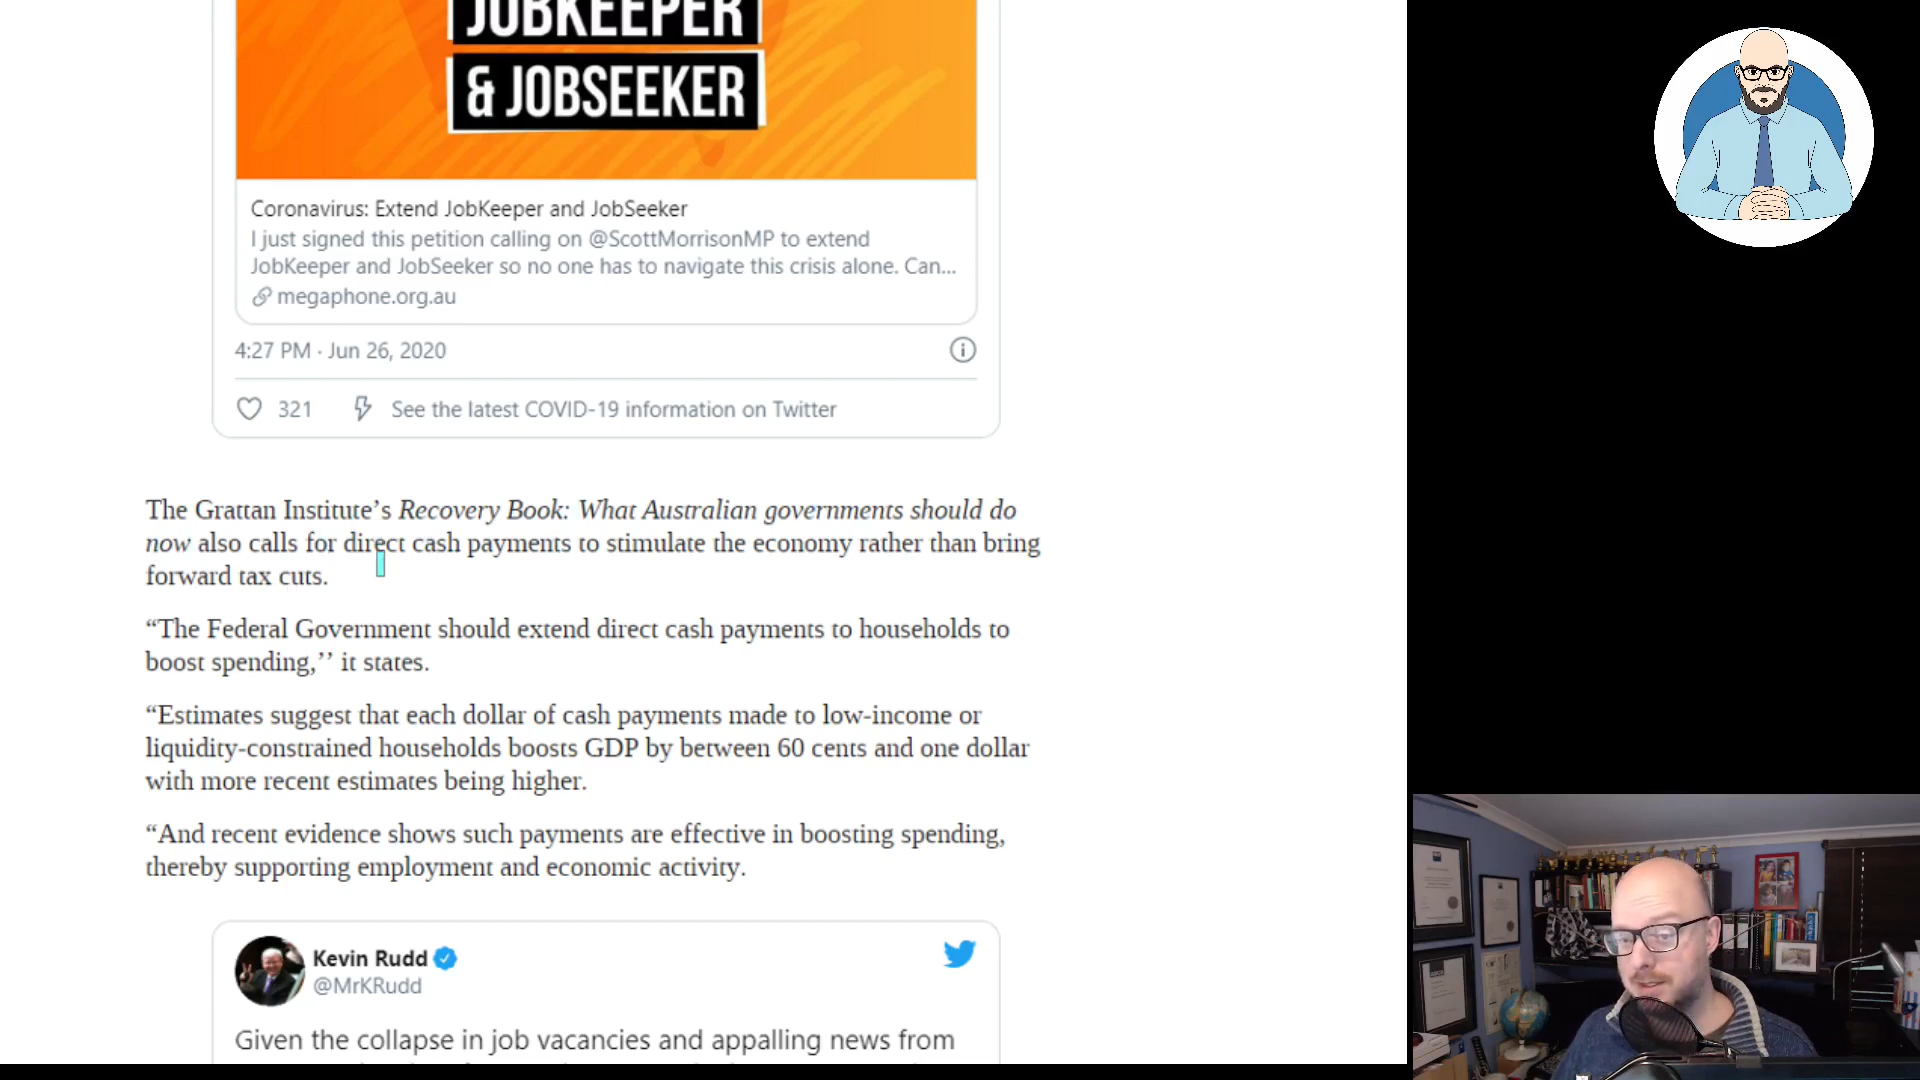 JOBKEEPER
& JOBSEEKER
Coronavirus: Extend JobKeeper and JobSeeker
I just signed this petition calling on @ScottMorrisonMP to extend
JobKeeper and JobSeeker so no one has to navigate this crisis alone. Can...
megaphone.org.au
4:27 PM · Jun 26, 2020
321 See the latest COVID-19 information on Twitter
The Grattan Institute’s Recovery Book: What Australian governments should do
now also calls for direct cash payments to stimulate the economy rather than bring
forward tax cuts.
“The Federal Government should extend direct cash payments to households to
boost spending,’’ it states.
“Estimates suggest that each dollar of cash payments made to low-income or
liquidity-constrained households boosts GDP by between 60 cents and one dollar
with more recent estimates being higher.
“And recent evidence shows such payments are effective in boosting spending,
thereby supporting employment and economic activity.
Kevin Rudd
@MrKRudd
Given the collapse in job vacancies and appalling news from